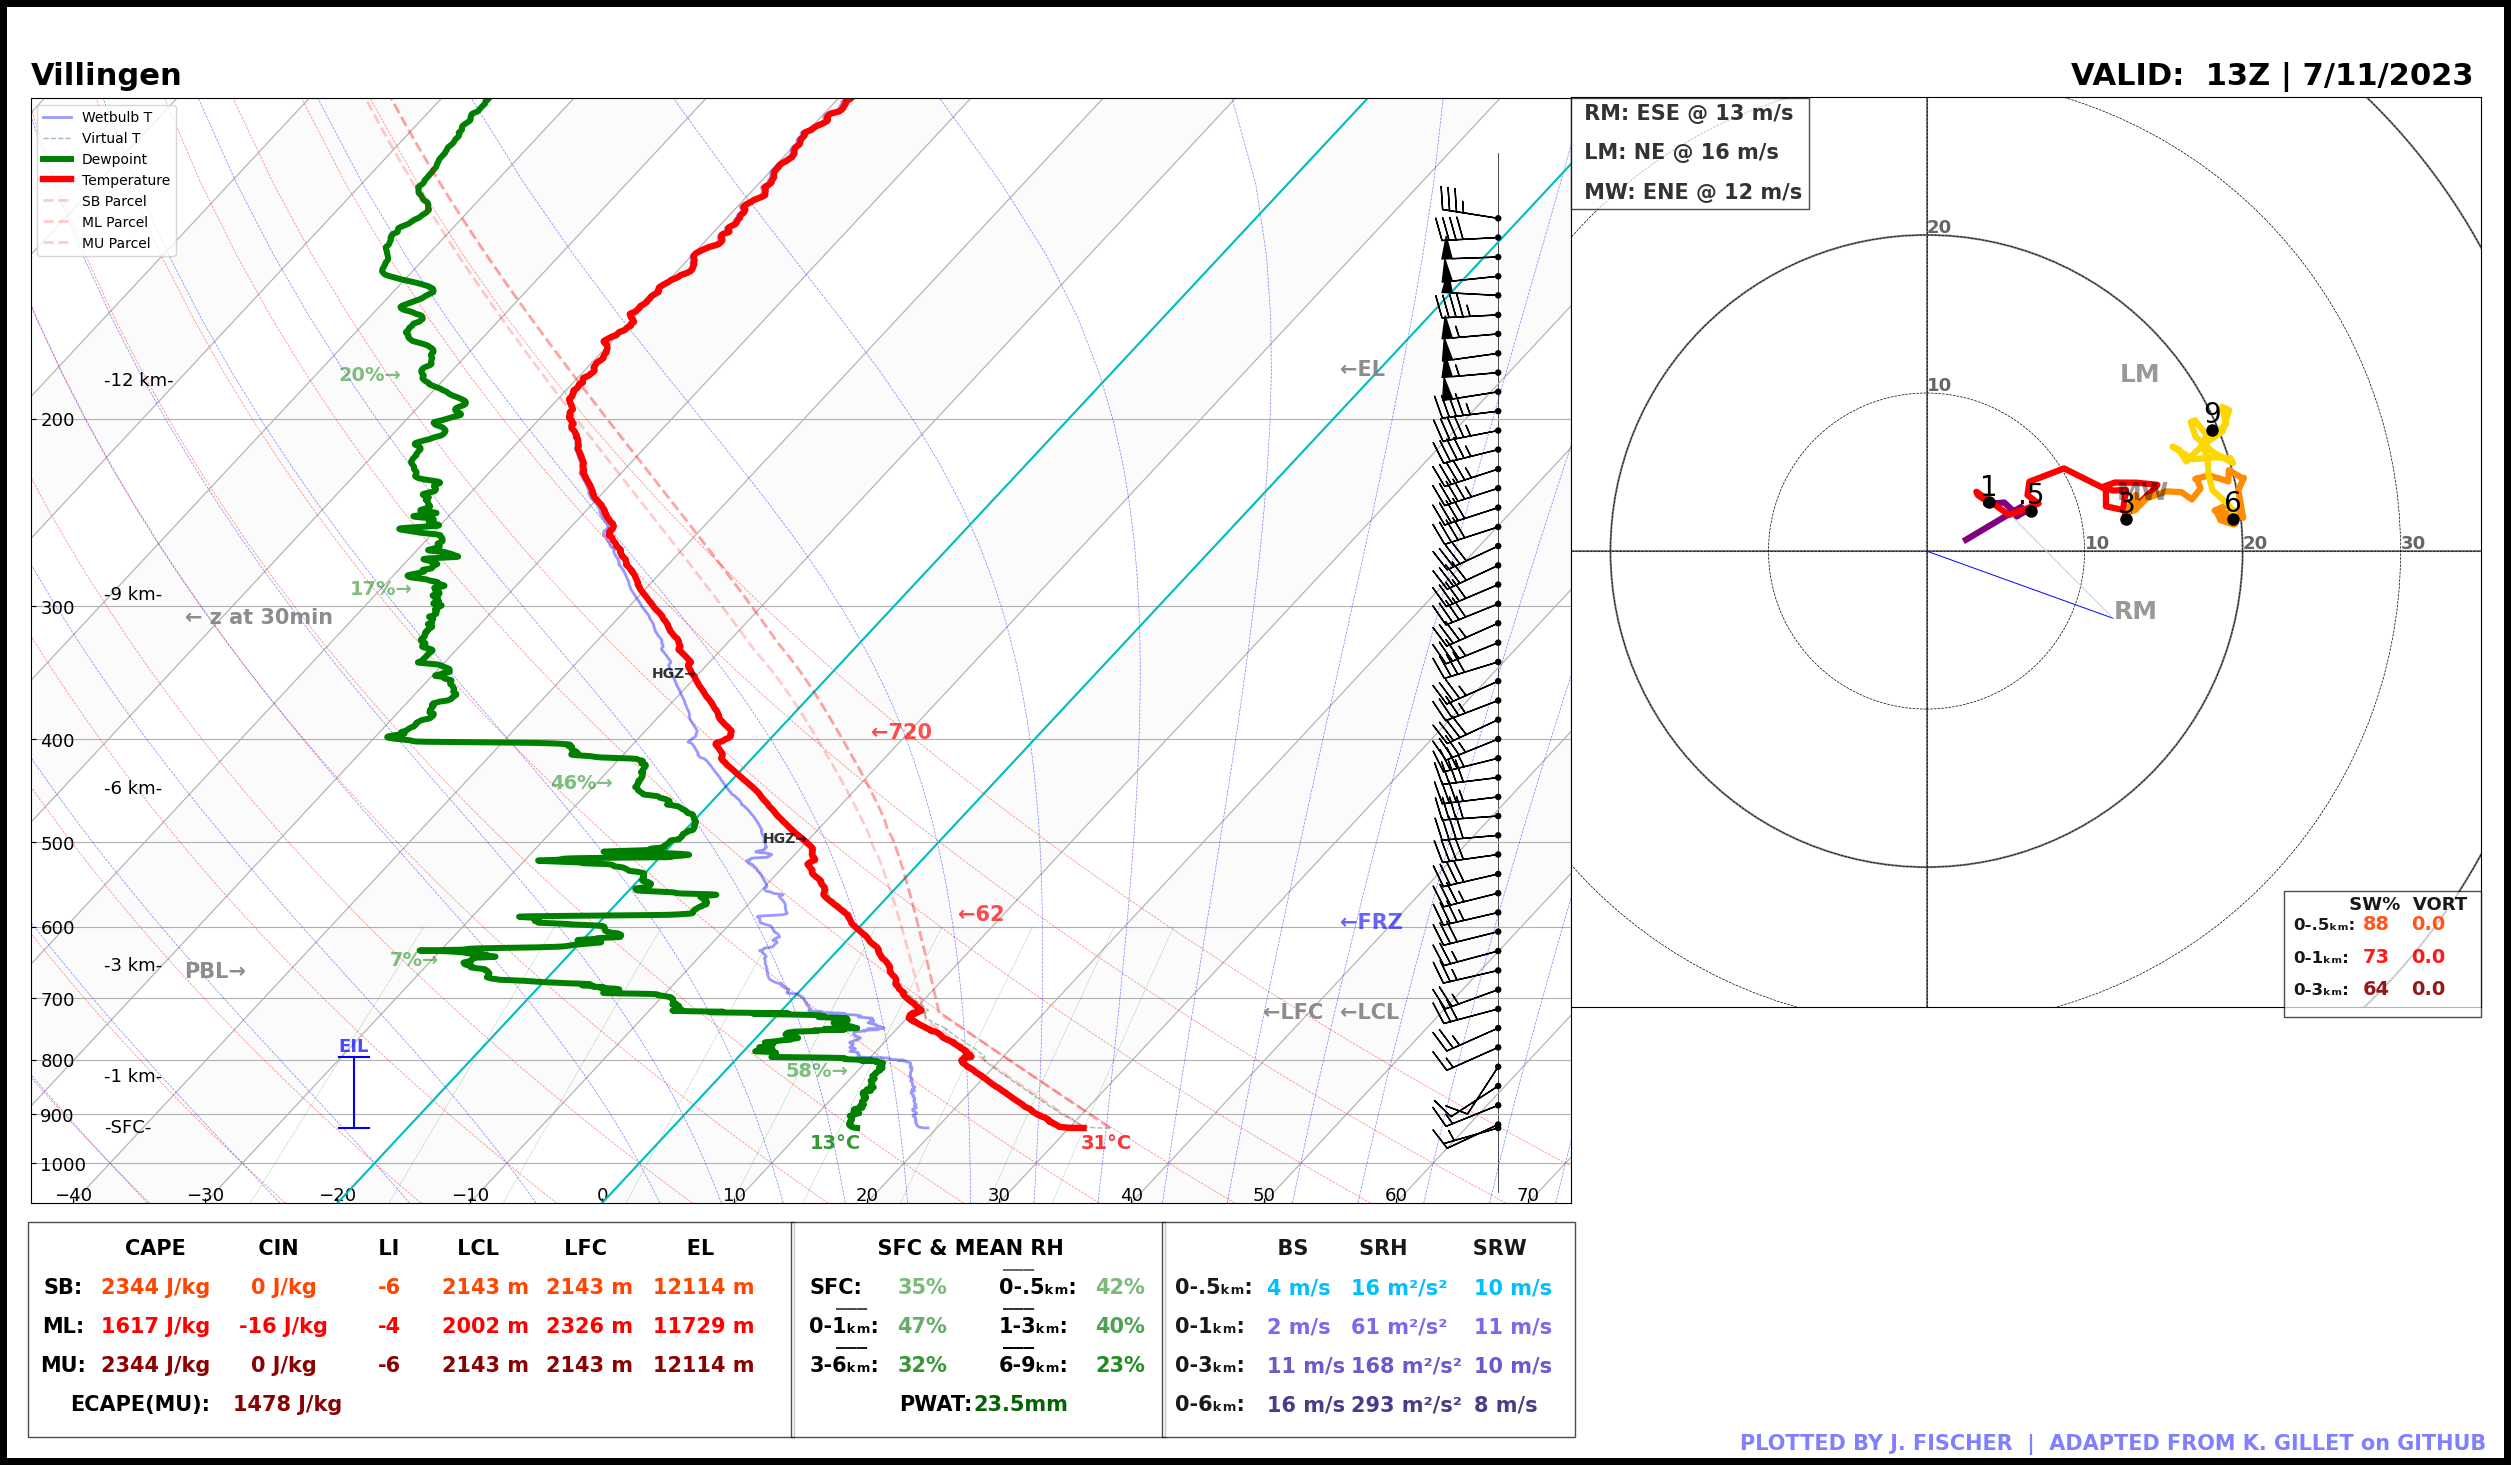 Villingen
VALID:  13Z | 7/11/2023
Wetbulb T
Virtual T
Dewpoint
Temperature
SB Parcel
ML Parcel
MU Parcel
RM: ESE @ 13 m/s
LM: NE @ 16 m/s
MW: ENE @ 12 m/s
20
10
10
20
30
LM
MW
RM
1
.5
3
6
9
-12 km-
20%→
←EL
200
-9 km-
17%→
300
← z at 30min
HGZ→
←720
400
-6 km-
46%→
HGZ→
500
←62
←FRZ
600
-3 km-
PBL→
7%→
700
←LFC
←LCL
EIL
800
-1 km-
58%→
900
-SFC-
13°C
31°C
1000
−40 −30 −20 −10 0 10 20 30 40 50 60 70
SW% VORT
0-.5ₖₘ: 88 0.0
0-1ₖₘ: 73 0.0
0-3ₖₘ: 64 0.0
CAPE CIN LI LCL LFC EL
SB: 2344 J/kg 0 J/kg -6 2143 m 2143 m 12114 m
ML: 1617 J/kg -16 J/kg -4 2002 m 2326 m 11729 m
MU: 2344 J/kg 0 J/kg -6 2143 m 2143 m 12114 m
ECAPE(MU): 1478 J/kg
SFC & MEAN RH
SFC: 35% 0-.5ₖₘ: 42%
0-1ₖₘ: 47% 1-3ₖₘ: 40%
3-6ₖₘ: 32% 6-9ₖₘ: 23%
PWAT: 23.5mm
BS SRH SRW
0-.5ₖₘ: 4 m/s 16 m²/s² 10 m/s
0-1ₖₘ: 2 m/s 61 m²/s² 11 m/s
0-3ₖₘ: 11 m/s 168 m²/s² 10 m/s
0-6ₖₘ: 16 m/s 293 m²/s² 8 m/s
PLOTTED BY J. FISCHER  |  ADAPTED FROM K. GILLET on GITHUB